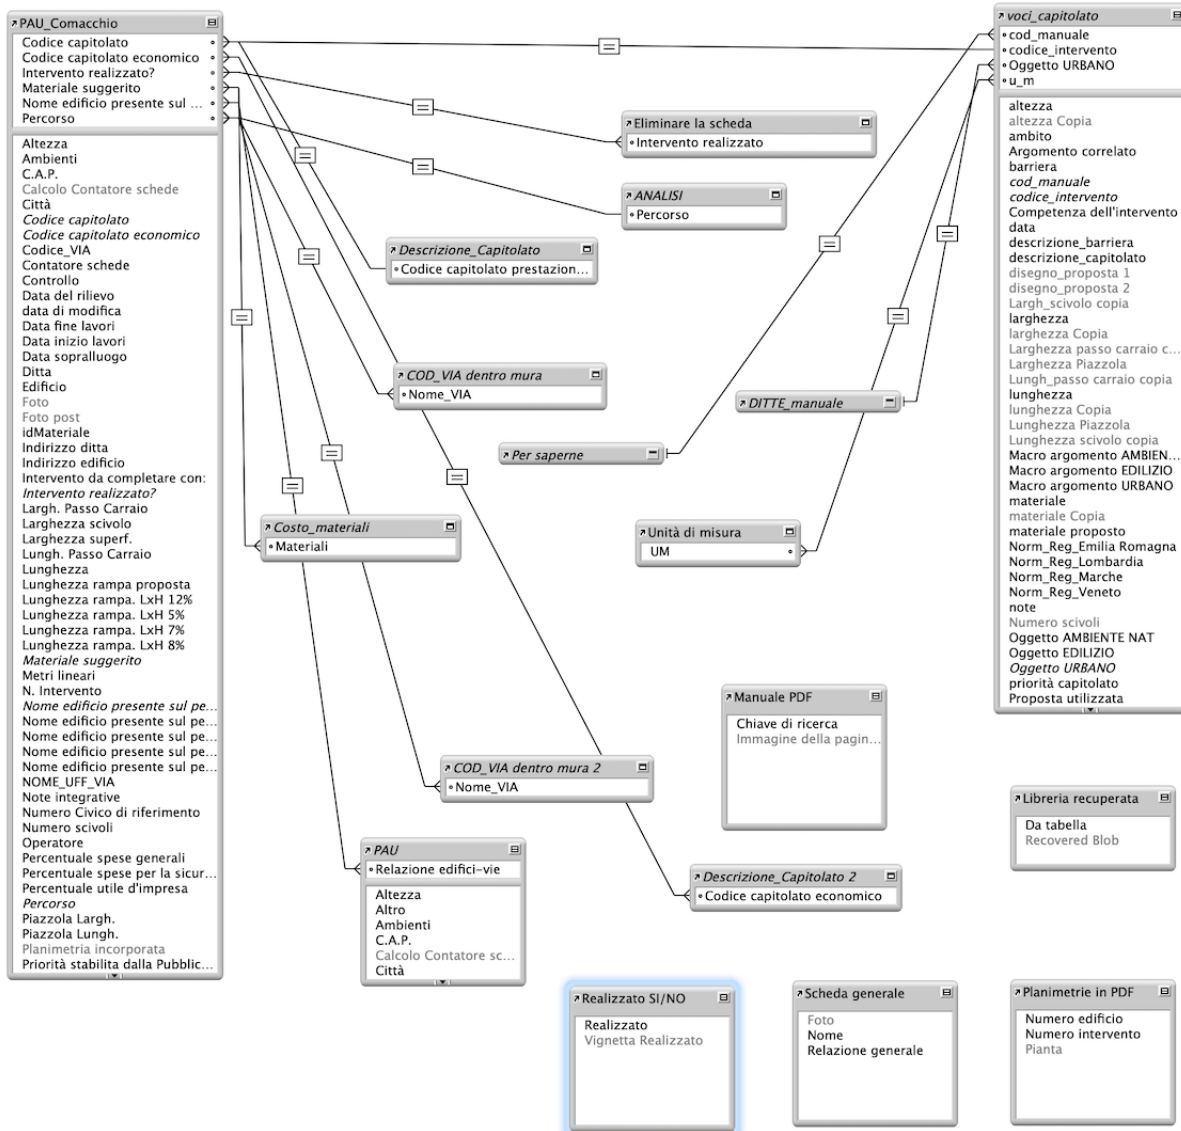 PAU_Comacchio
Codice capitolato
Codice capitolato economico
Intervento realizzato?
Materiale suggerito
Nome edificio presente sul ...
Percorso
Altezza
Ambienti
C.A.P.
Calcolo Contatore schede
Città
Codice capitolato
Codice capitolato economico
Codice_VIA
Contatore schede
Controllo
Data del rilievo
data di modifica
Data fine lavori
Data inizio lavori
Data sopralluogo
Ditta
Edificio
Foto
Foto post
idMateriale
Indirizzo ditta
Indirizzo edificio
Intervento da completare con:
Intervento realizzato?
Largh. Passo Carraio
Larghezza scivolo
Larghezza superf.
Lungh. Passo Carraio
Lunghezza
Lunghezza rampa proposta
Lunghezza rampa. LxH 12%
Lunghezza rampa. LxH 5%
Lunghezza rampa. LxH 7%
Lunghezza rampa. LxH 8%
Materiale suggerito
Metri lineari
N. Intervento
Nome edificio presente sul pe...
Nome edificio presente sul pe...
Nome edificio presente sul pe...
Nome edificio presente sul pe...
Nome edificio presente sul pe...
NOME_UFF_VIA
Note integrative
Numero Civico di riferimento
Numero scivoli
Operatore
Percentuale spese generali
Percentuale spese per la sicur...
Percentuale utile d'impresa
Percorso
Piazzola Largh.
Piazzola Lungh.
Planimetria incorporata
Priorità stabilita dalla Pubblic...
Eliminare la scheda
Intervento realizzato
ANALISI
Percorso
Descrizione_Capitolato
Codice capitolato prestazion...
COD_VIA dentro mura
Nome_VIA
DITTE_manuale
Per saperne
Costo_materiali
Materiali
Unità di misura
UM
Manuale PDF
Chiave di ricerca
Immagine della pagin...
COD_VIA dentro mura 2
Nome_VIA
PAU
Relazione edifici-vie
Altezza
Altro
Ambienti
C.A.P.
Calcolo Contatore sc...
Città
Descrizione_Capitolato 2
Codice capitolato economico
Realizzato SI/NO
Realizzato
Vignetta Realizzato
Scheda generale
Foto
Nome
Relazione generale
voci_capitolato
cod_manuale
codice_intervento
Oggetto URBANO
u_m
altezza
altezza Copia
ambito
Argomento correlato
barriera
cod_manuale
codice_intervento
Competenza dell'intervento
data
descrizione_barriera
descrizione_capitolato
disegno_proposta 1
disegno_proposta 2
Largh_scivolo copia
larghezza
larghezza Copia
Larghezza passo carraio c...
Larghezza Piazzola
Lungh_passo carraio copia
lunghezza
lunghezza Copia
Lunghezza Piazzola
Lunghezza scivolo copia
Macro argomento AMBIEN...
Macro argomento EDILIZIO
Macro argomento URBANO
materiale
materiale Copia
materiale proposto
Norm_Reg_Emilia Romagna
Norm_Reg_Lombardia
Norm_Reg_Marche
Norm_Reg_Veneto
note
Numero scivoli
Oggetto AMBIENTE NAT
Oggetto EDILIZIO
Oggetto URBANO
priorità capitolato
Proposta utilizzata
Libreria recuperata
Da tabella
Recovered Blob
Planimetrie in PDF
Numero edificio
Numero intervento
Pianta